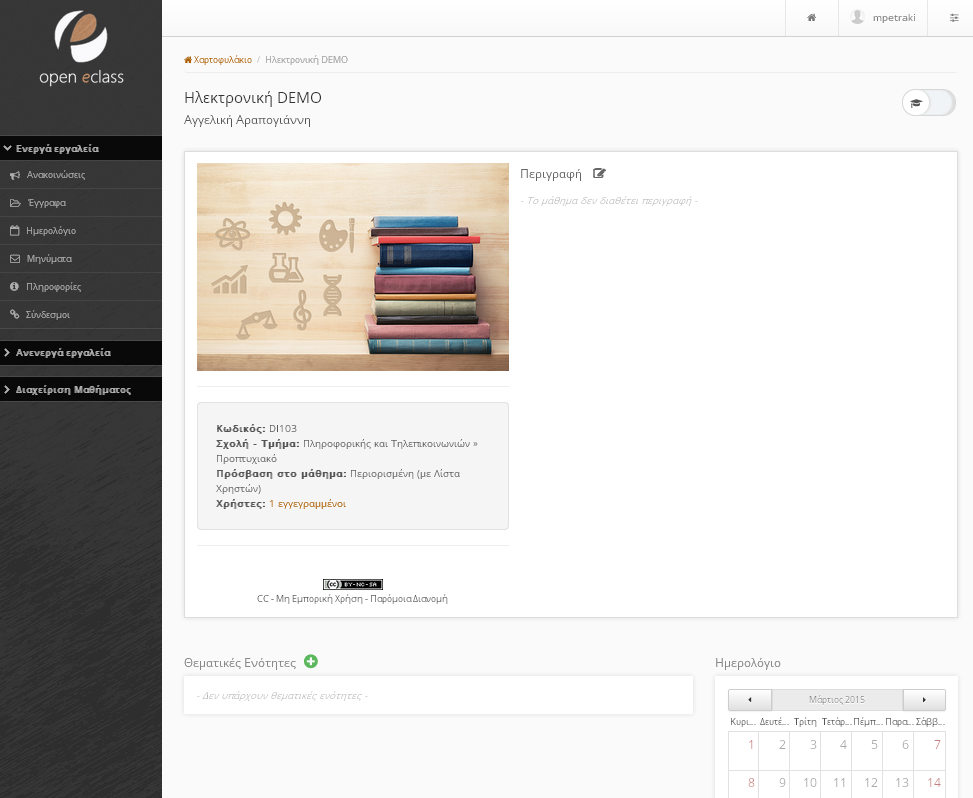 mpetraki
open eclass
Χαρτοφυλάκιο / Ηλεκτρονική DEMO
Ηλεκτρονική DEMO
Αγγελική Αραπογιάννη
Ενεργά εργαλεία
Ανακοινώσεις
Έγγραφα
Ημερολόγιο
Μηνύματα
Πληροφορίες
Σύνδεσμοι
Ανενεργά εργαλεία
Διαχείριση Μαθήματος
Περιγραφή
- Το μάθημα δεν διαθέτει περιγραφή -
Κωδικός: DI103
Σχολή - Τμήμα: Πληροφορικής και Τηλεπικοινωνιών »
Προπτυχιακό
Πρόσβαση στο μάθημα: Περιορισμένη (με Λίστα
Χρηστών)
Χρήστες: 1 εγγεγραμμένοι
cc BY-NC-SA
CC - Μη Εμπορική Χρήση - Παρόμοια Διανομή
Θεματικές Ενότητες
- Δεν υπάρχουν θεματικές ενότητες -
Ημερολόγιο
Μάρτιος 2015
Κυρι... Δευτέ... Τρίτη Τετάρ... Πέμπ... Παρα... Σάββ...
1 2 3 4 5 6 7
8 9 10 11 12 13 14